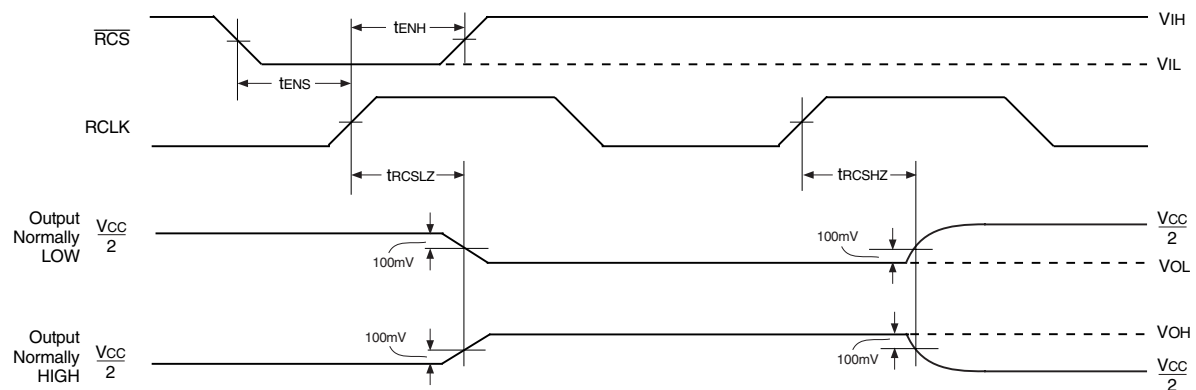 RCS
tENH
VIH
VIL
tENS
RCLK
tRCSLZ
tRCSHZ
Output
Normally
LOW
VCC
2
100mV
100mV
VCC
2
VOL
Output
Normally
HIGH
VCC
2
100mV
100mV
VOH
VCC
2